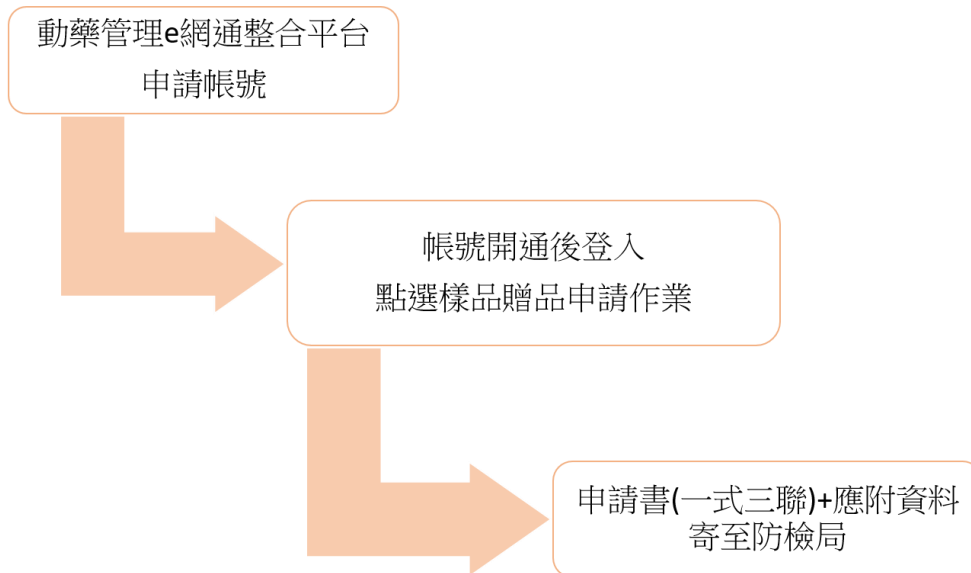 動藥管理e網通整合平台
申請帳號
帳號開通後登入
點選樣品贈品申請作業
申請書(一式三聯)+應附資料
寄至防檢局